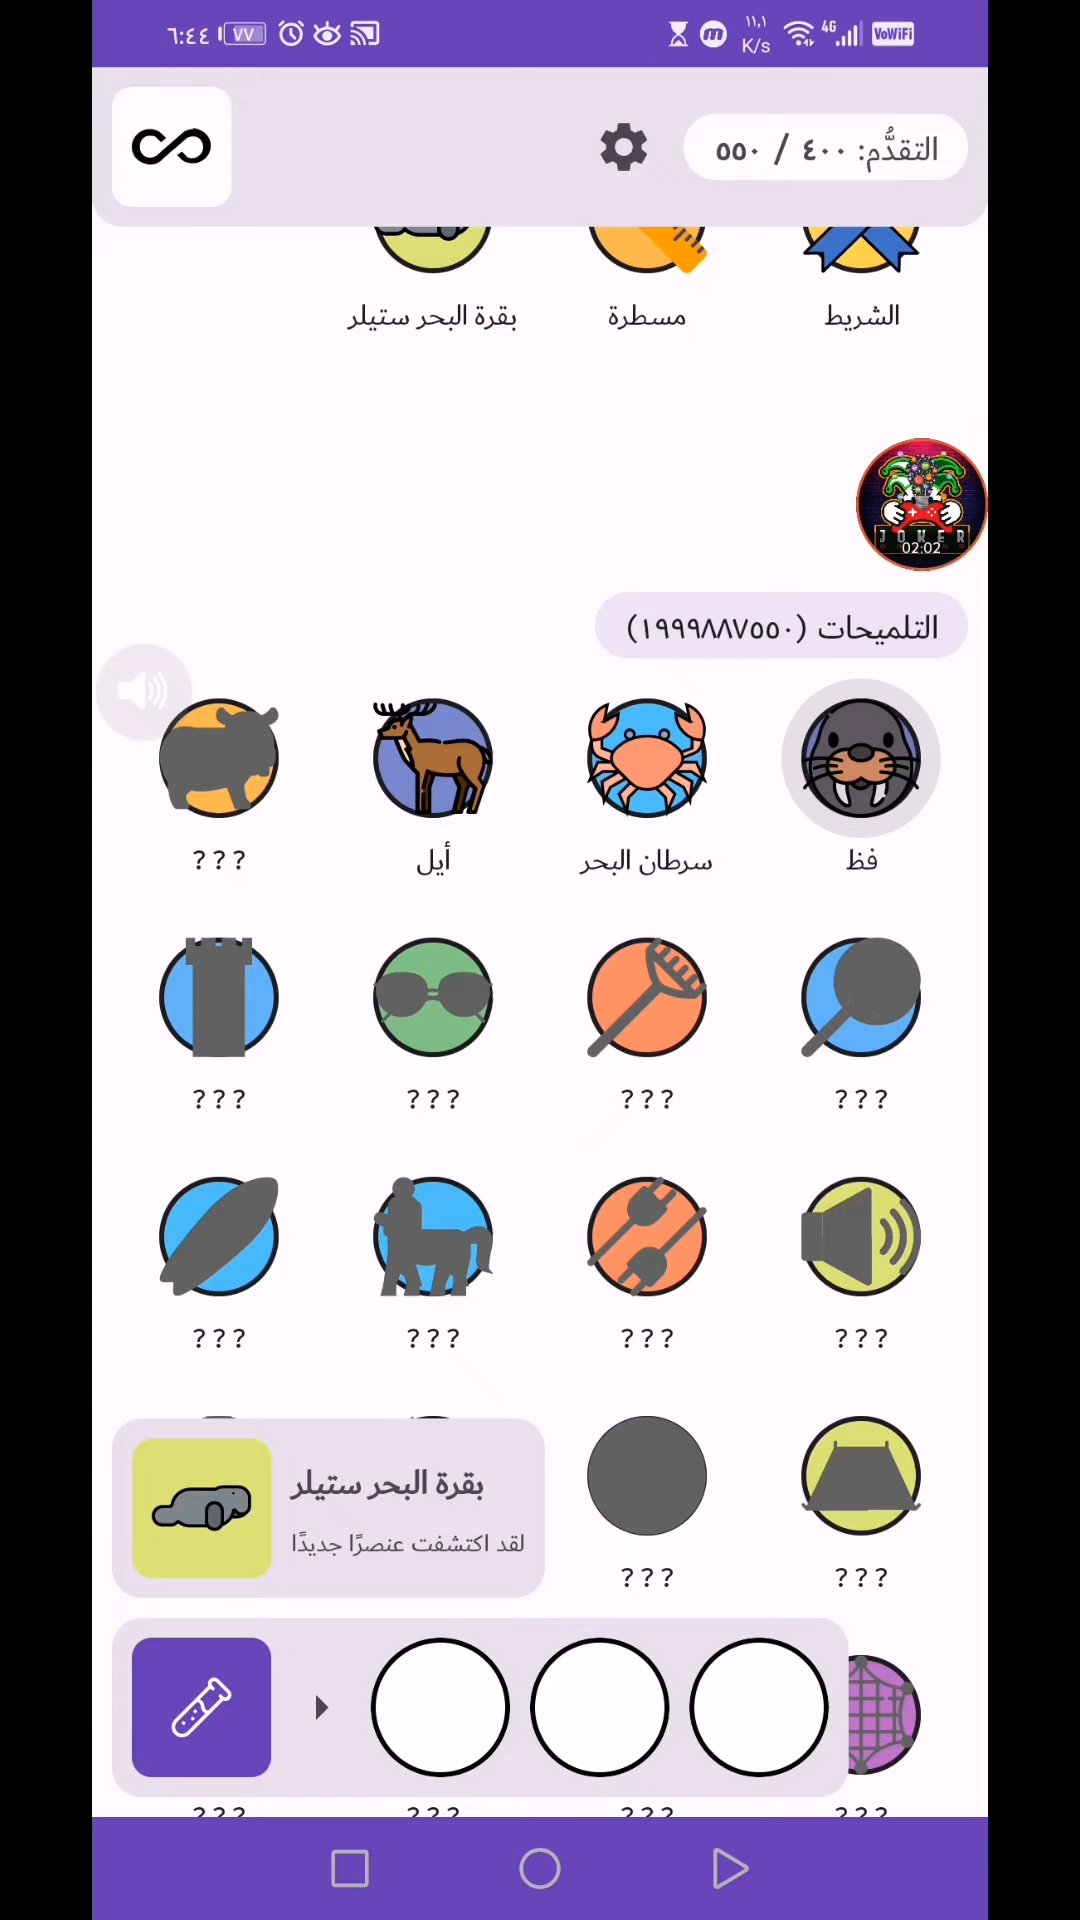 ٦:٤٤ VV ١١,١ K/s 4G VoWiFi
التقدُّم: ٤٠٠ / ٥٥٠
الشريط
مسطرة
بقرة البحر ستيلر
JOKER
02:02
التلميحات (١٩٩٩٨٨٧٥٥٠)
فظ
سرطان البحر
أيل
???
???
???
???
???
???
???
???
???
???
???
بقرة البحر ستيلر
لقد اكتشفت عنصرًا جديدًا
???
???
???
???